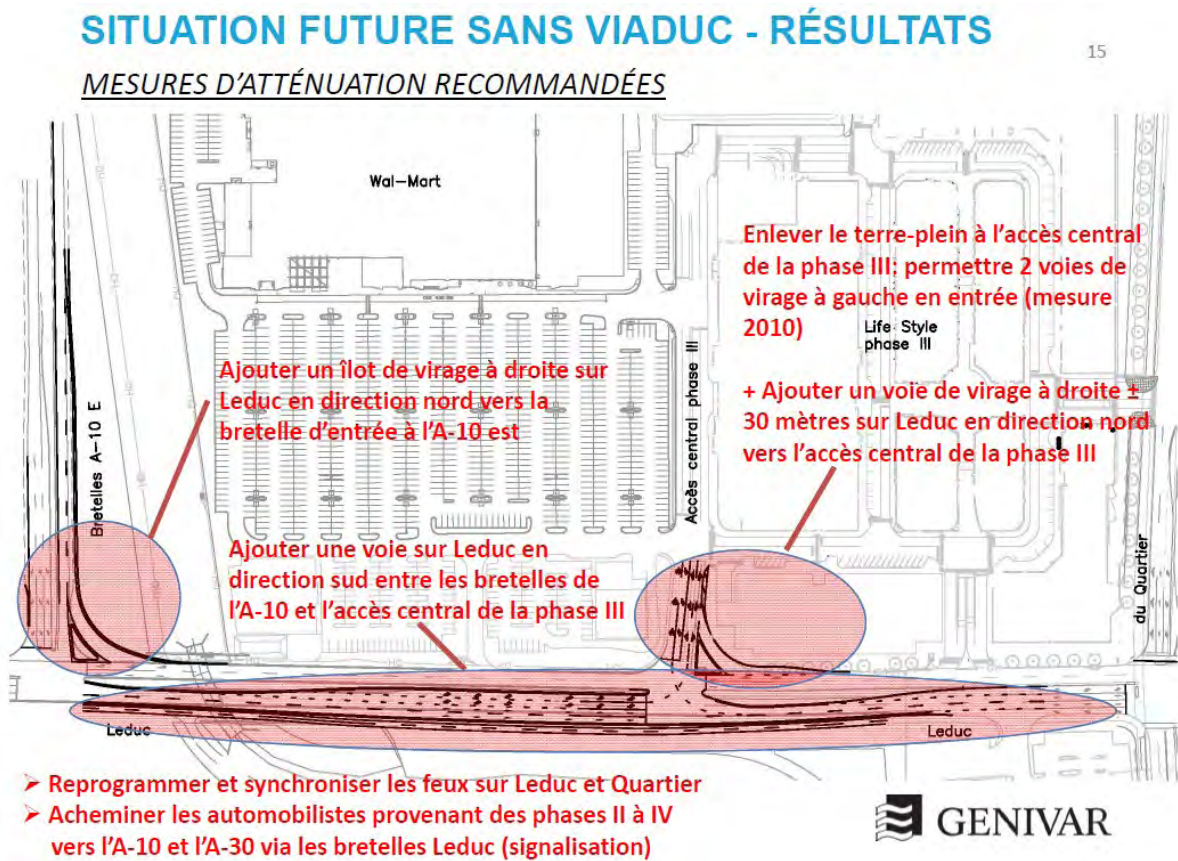 SITUATION FUTURE SANS VIADUC - RÉSULTATS
15
MESURES D'ATTÉNUATION RECOMMANDÉES
Wal-Mart
Enlever le terre-plein à l'accès central
de la phase III; permettre 2 voies de
virage à gauche en entrée (mesure
2010)
Life Style
phase III
+ Ajouter un voie de virage à droite ±
30 mètres sur Leduc en direction nord
vers l'accès central de la phase III
Ajouter un îlot de virage à droite sur
Leduc en direction nord vers la
bretelle d'entrée à l'A-10 est
Bretelles A-10 E
Accès central phase III
Ajouter une voie sur Leduc en
direction sud entre les bretelles de
l'A-10 et l'accès central de la phase III
du Quartier
Leduc
Leduc
➢ Reprogrammer et synchroniser les feux sur Leduc et Quartier
➢ Acheminer les automobilistes provenant des phases II à IV
vers l'A-10 et l'A-30 via les bretelles Leduc (signalisation)
GENIVAR